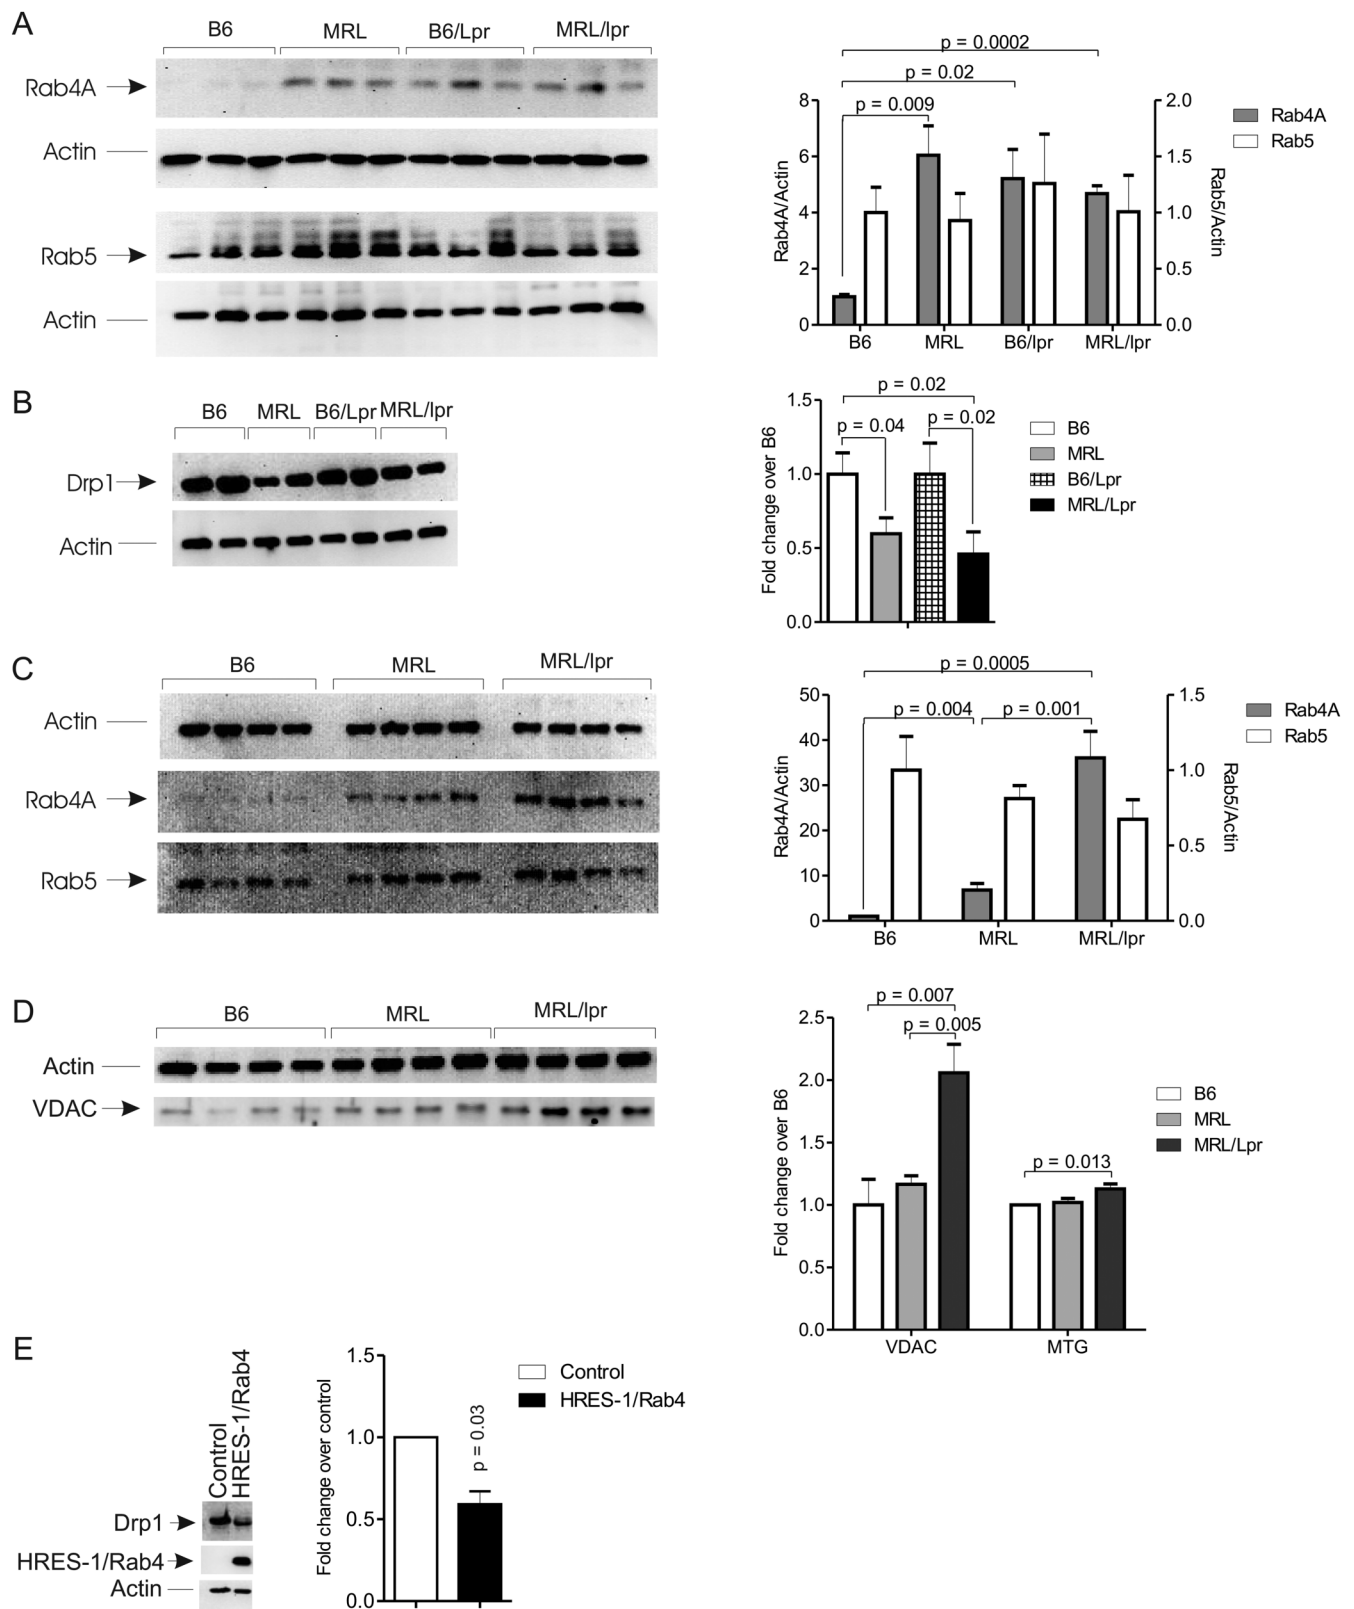 A
B6 MRL B6/Lpr MRL/lpr
Rab4A
Actin
Rab5
Actin
p = 0.0002
p = 0.02
p = 0.009
8
6
4
2
0
Rab4A/Actin
2.0
1.5
1.0
0.5
0.0
Rab5/Actin
B6 MRL B6/lpr MRL/lpr
Rab4A
Rab5
B
B6 MRL B6/Lpr MRL/lpr
Drp1
Actin
p = 0.02
p = 0.04 p = 0.02
1.5
1.0
0.5
0.0
Fold change over B6
B6
MRL
B6/Lpr
MRL/Lpr
C
B6 MRL MRL/lpr
Actin
Rab4A
Rab5
p = 0.0005
p = 0.004 p = 0.001
50
40
30
20
10
0
Rab4A/Actin
1.5
1.0
0.5
0.0
Rab5/Actin
B6 MRL MRL/lpr
Rab4A
Rab5
D
B6 MRL MRL/lpr
Actin
VDAC
p = 0.007
p = 0.005
p = 0.013
2.5
2.0
1.5
1.0
0.5
0.0
Fold change over B6
VDAC MTG
B6
MRL
MRL/Lpr
E
Control
HRES-1/Rab4
Drp1
HRES-1/Rab4
Actin
1.5
1.0
0.5
0.0
Fold change over control
p = 0.03
Control
HRES-1/Rab4